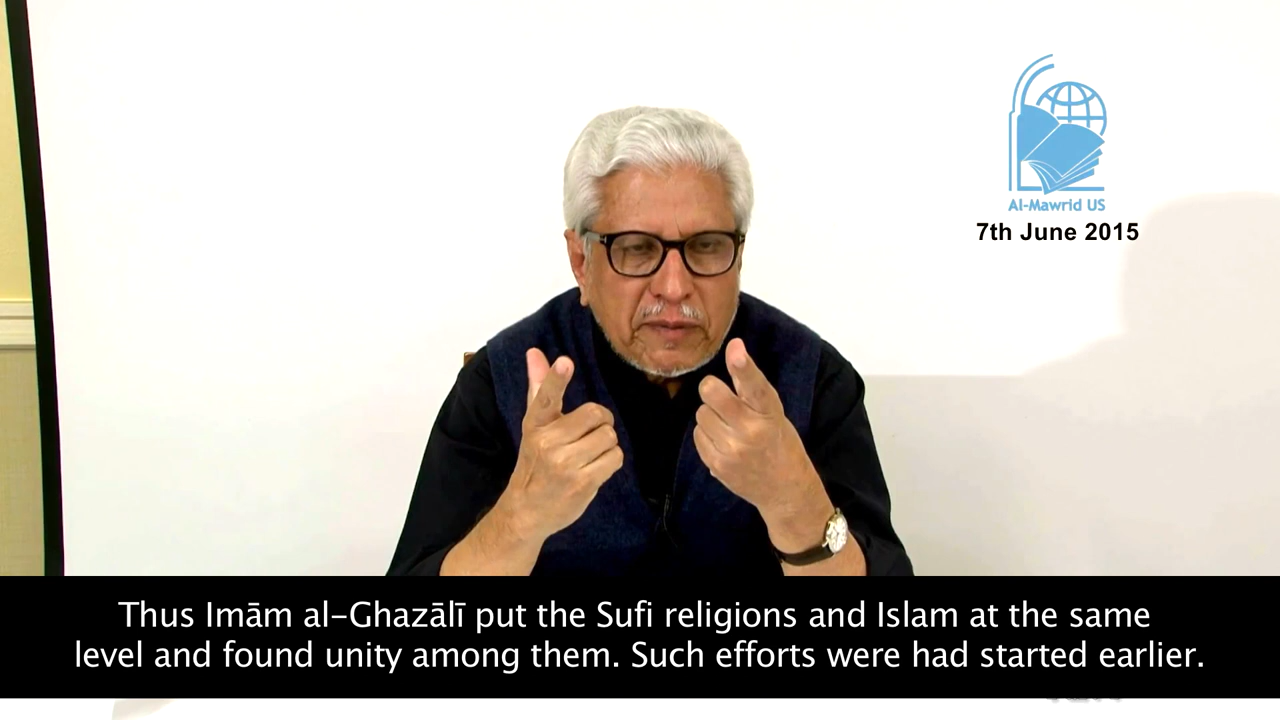 Al-Mawrid US
7th June 2015
Thus Imām al-Ghazālī put the Sufi religions and Islam at the same
level and found unity among them. Such efforts were had started earlier.